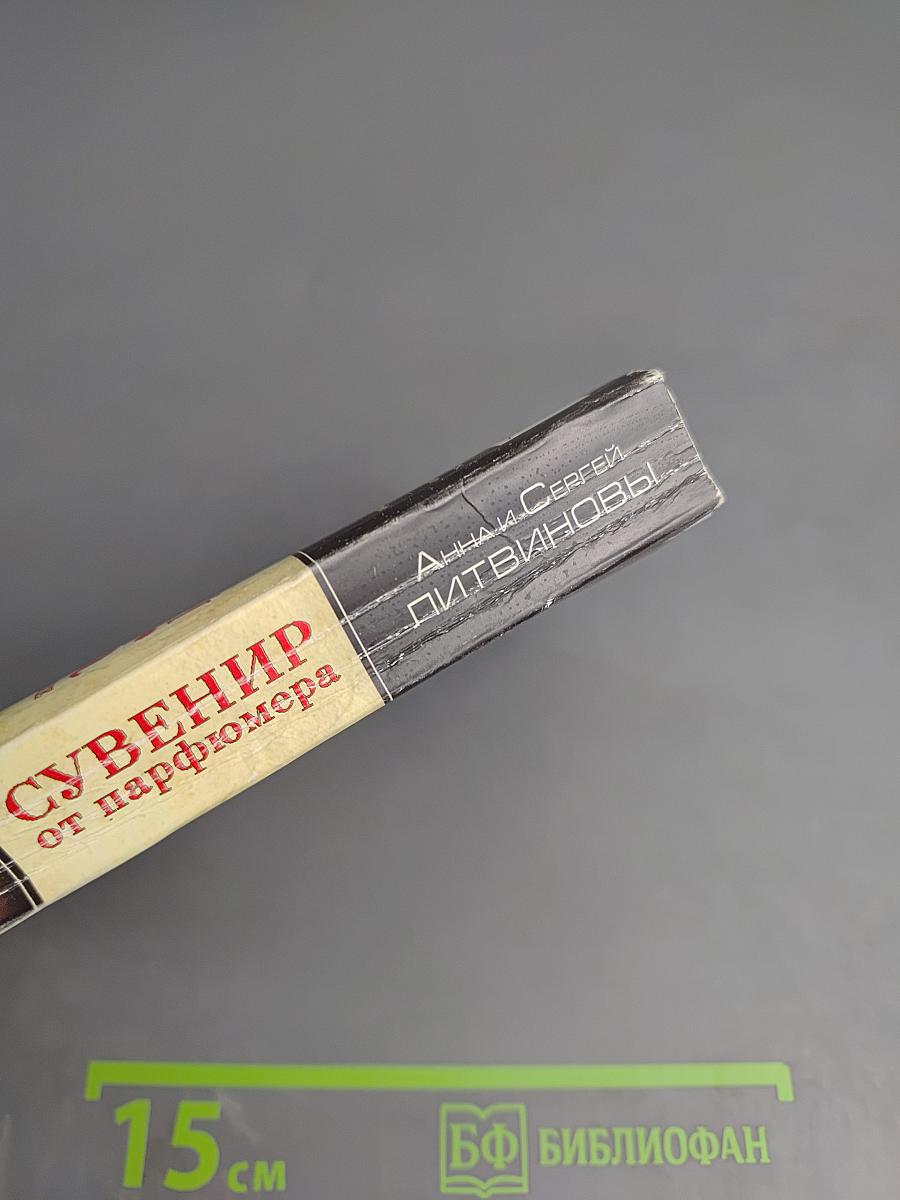 Анна и Сергей
ЛИТВИНОВЫ
СУВЕНИР
от парфюмера
15 см
БФ БИБЛИОФАН